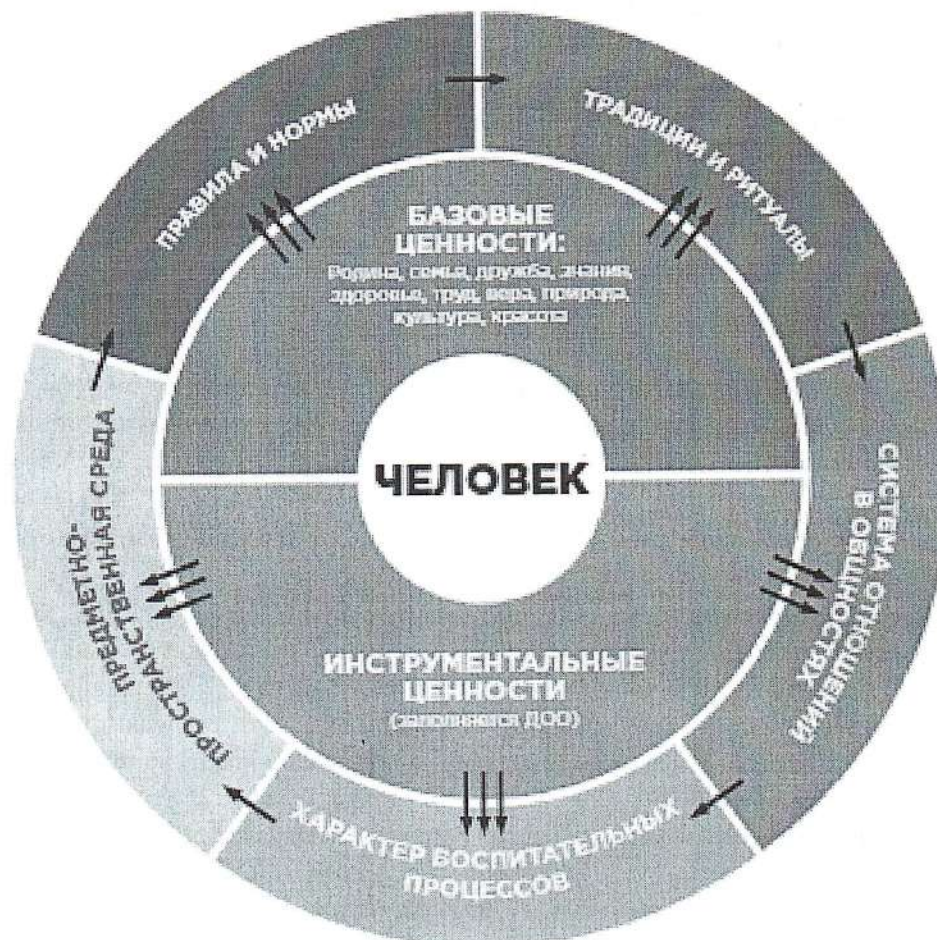 ПРАВИЛА И НОРМЫ
ТРАДИЦИИ И РИТУАЛЫ
БАЗОВЫЕ
ЦЕННОСТИ:
Родина, семья, дружба, знания,
здоровье, труд, вера, природа,
культура, красота
ЧЕЛОВЕК
ИНСТРУМЕНТАЛЬНЫЕ
ЦЕННОСТИ
(заполняется ДОО)
СИСТЕМА ОТНОШЕНИЙ
В ОБЩНОСТЯХ
ХАРАКТЕР ВОСПИТАТЕЛЬНЫХ
ПРОЦЕССОВ
ПРЕДМЕТНО-
ПРОСТРАНСТВЕННАЯ СРЕДА